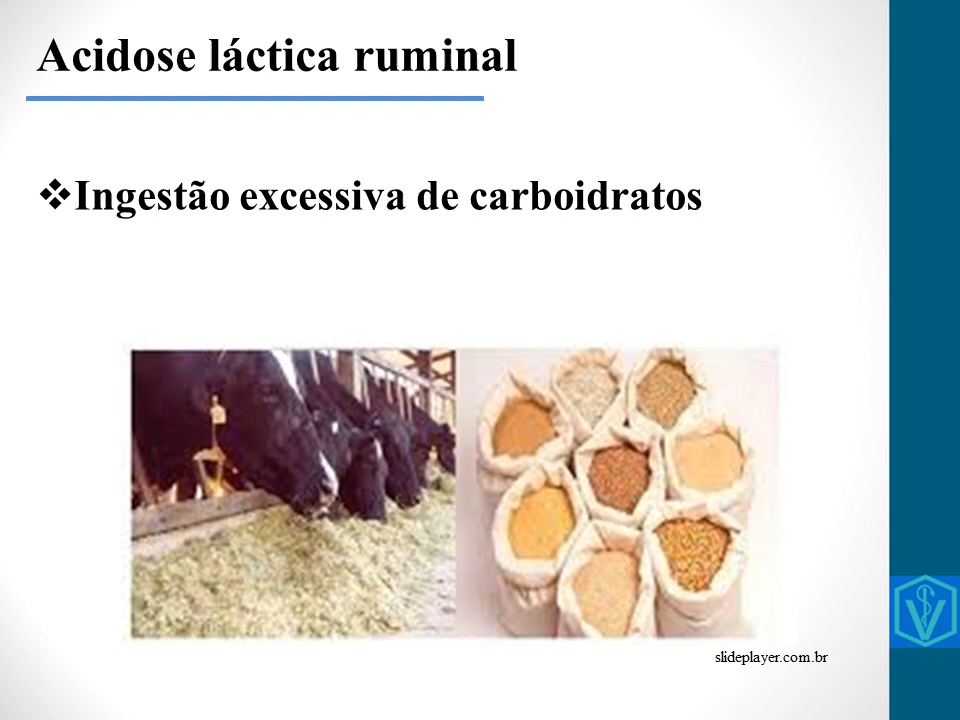 Acidose láctica ruminal
❖Ingestão excessiva de carboidratos
slideplayer.com.br